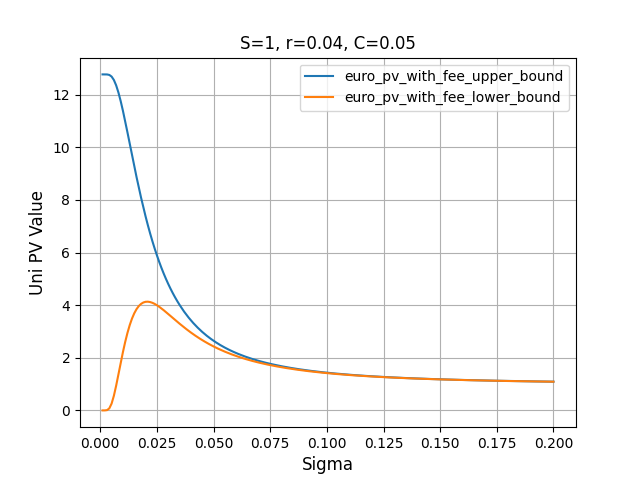 S=1, r=0.04, C=0.05
euro_pv_with_fee_upper_bound
euro_pv_with_fee_lower_bound
Uni PV Value
12
10
8
6
4
2
0
0.000 0.025 0.050 0.075 0.100 0.125 0.150 0.175 0.200
Sigma